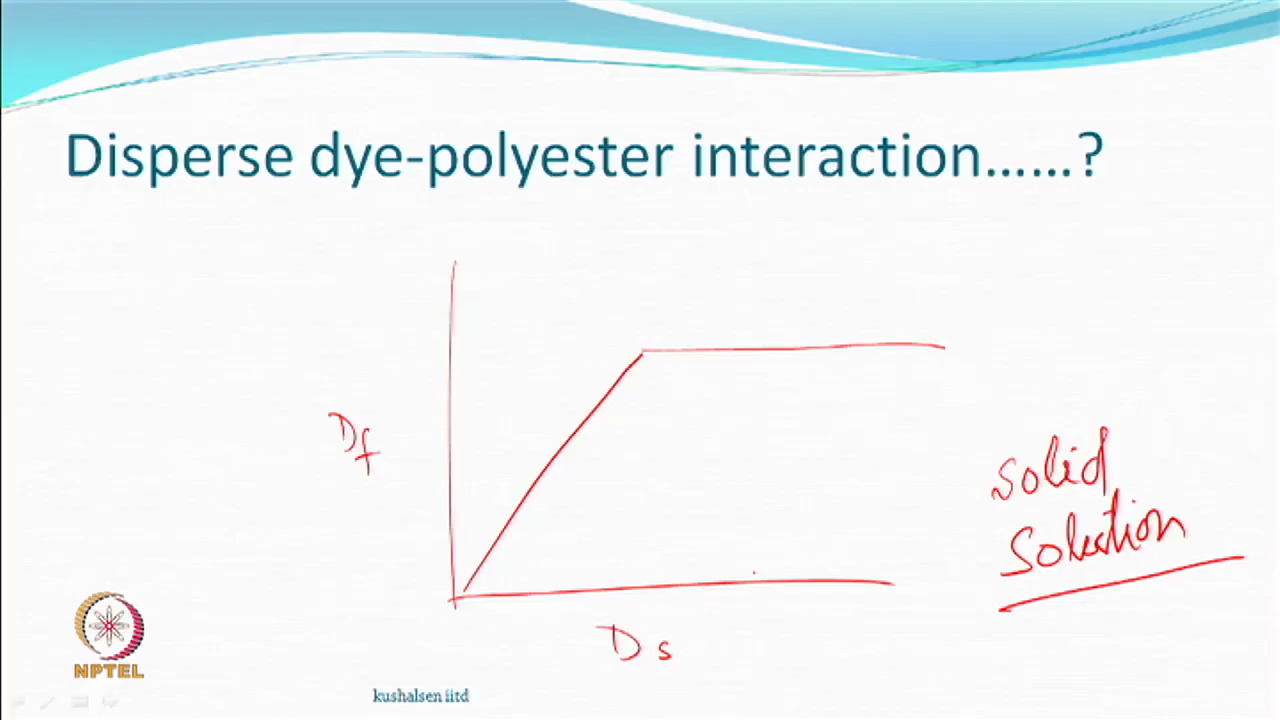 Disperse dye-polyester interaction……?
Df
Solid
Solution
Ds
NPTEL
kushalsen iitd